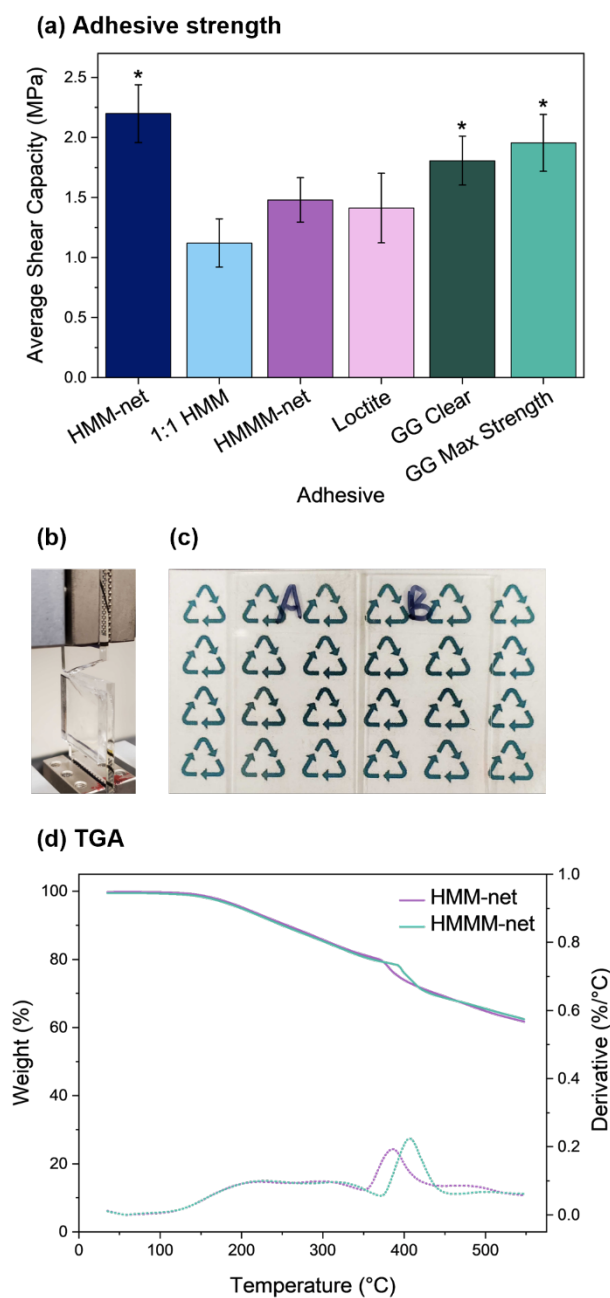 (a) Adhesive strength
Average Shear Capacity (MPa)
2.5
2.0
1.5
1.0
0.5
0.0
*
*
*
HMM-net
1:1 HMM
HMMM-net
Loctite
GG Clear
GG Max Strength
Adhesive
(b)
(c)
A
B
(d) TGA
Weight (%)
100
80
60
40
20
0
HMM-net
HMMM-net
1.0
0.8
0.6
0.4
0.2
0.0
Derivative (%/°C)
0
100
200
300
400
500
Temperature (°C)